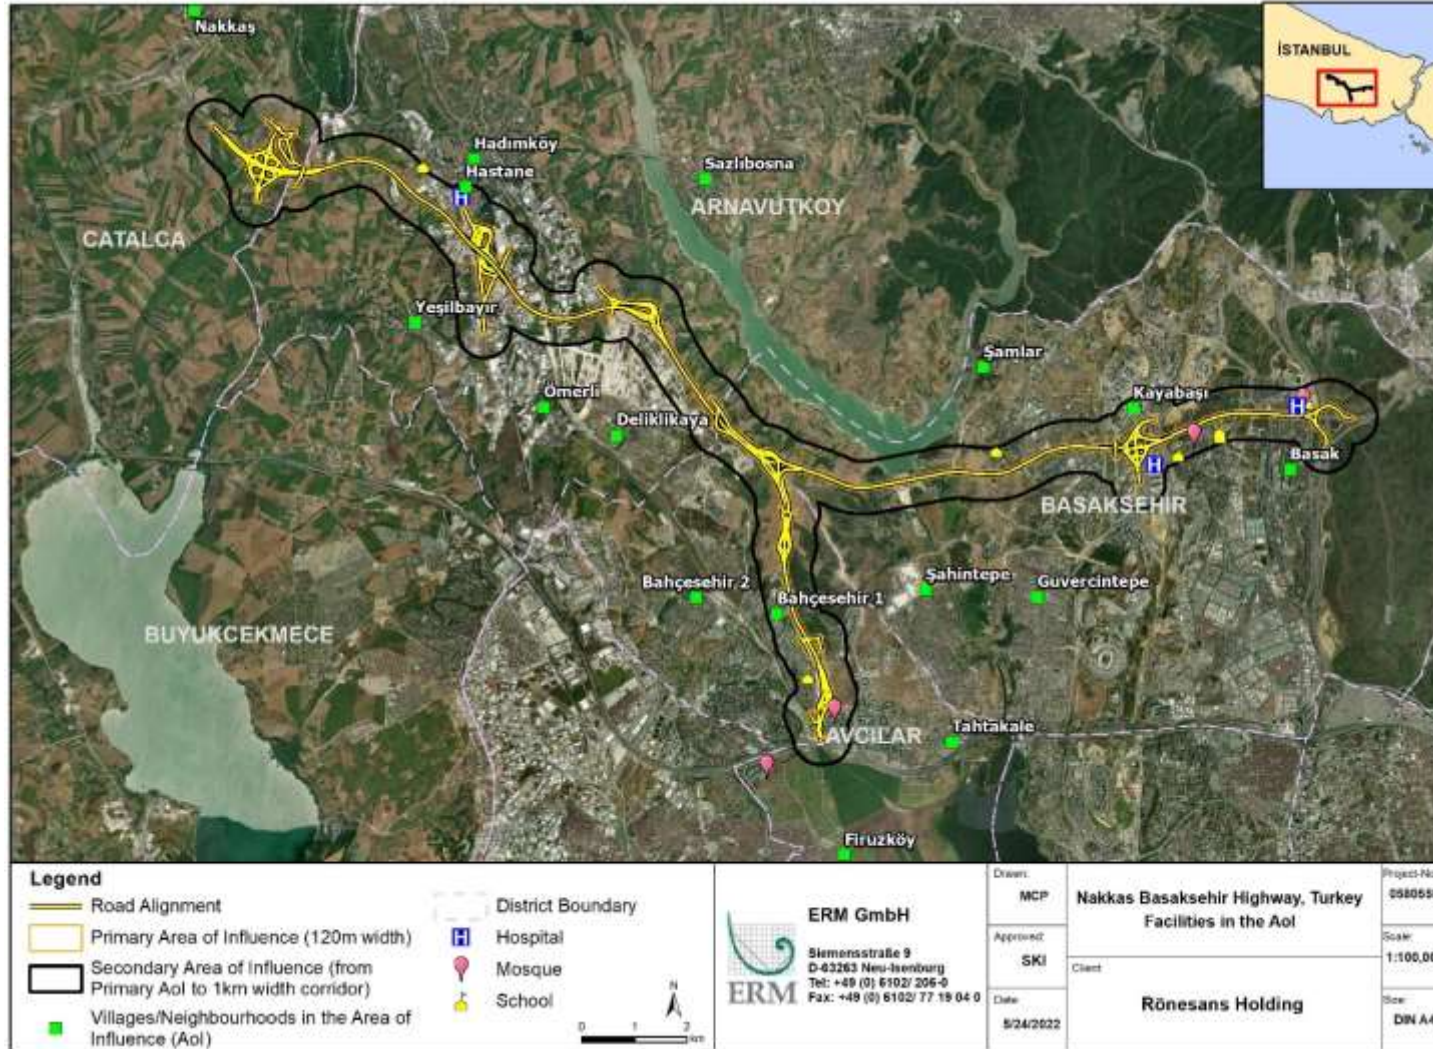 Nakkaş
İSTANBUL
Hadımköy
Hastane
Sazlıbosna
ARNAVUTKOY
CATALCA
Yeşilbayır
Şamlar
Ömerli
Kayabaşı
Deliklikaya
Basak
BASAKSEHIR
Bahçesehir 2
Şahintepe
Guvercintepe
Bahçesehir 1
BUYUKCEKMECE
AVCILAR
Tahtakale
Firuzköy
Legend
Road Alignment
Primary Area of Influence (120m width)
Secondary Area of Influence (from
Primary AoI to 1km width corridor)
Villages/Neighbourhoods in the Area of
Influence (AoI)
District Boundary
H Hospital
Mosque
School
N
0 1 2
km
ERM
ERM GmbH
Siemensstraße 9
D-63263 Neu-Isenburg
Tel: +49 (0) 6102/ 206-0
Fax: +49 (0) 6102/ 77 19 04 0
Drawn:
MCP
Approved:
SKI
Date
5/24/2022
Nakkas Basaksehir Highway, Turkey
Facilities in the AoI
Client
Rönesans Holding
Project-No
Scale:
Size:
DIN A4